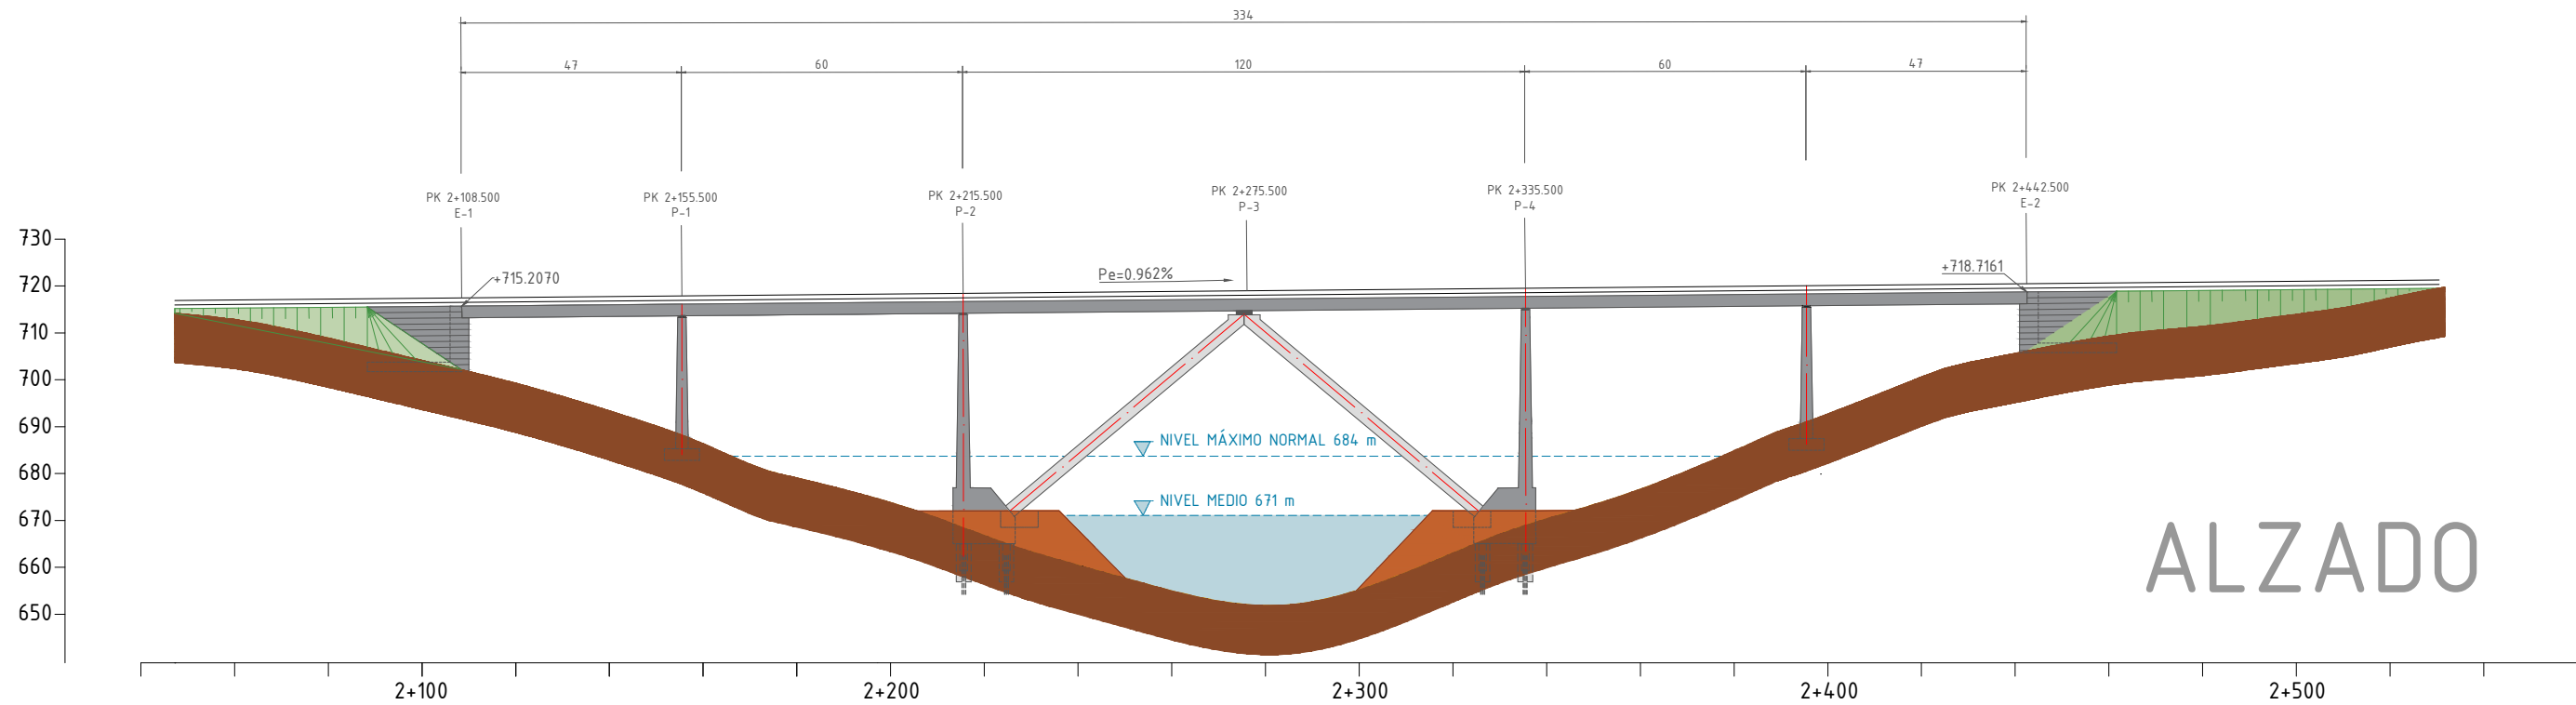 334
47 60 120 60 47
PK 2+108.500
E-1
PK 2+155.500
P-1
PK 2+215.500
P-2
PK 2+275.500
P-3
PK 2+335.500
P-4
PK 2+442.500
E-2
+715.2070
Pe=0.962%
+718.7161
730
720
710
700
690
680
670
660
650
NIVEL MÁXIMO NORMAL 684 m
NIVEL MEDIO 671 m
ALZADO
2+100 2+200 2+300 2+400 2+500